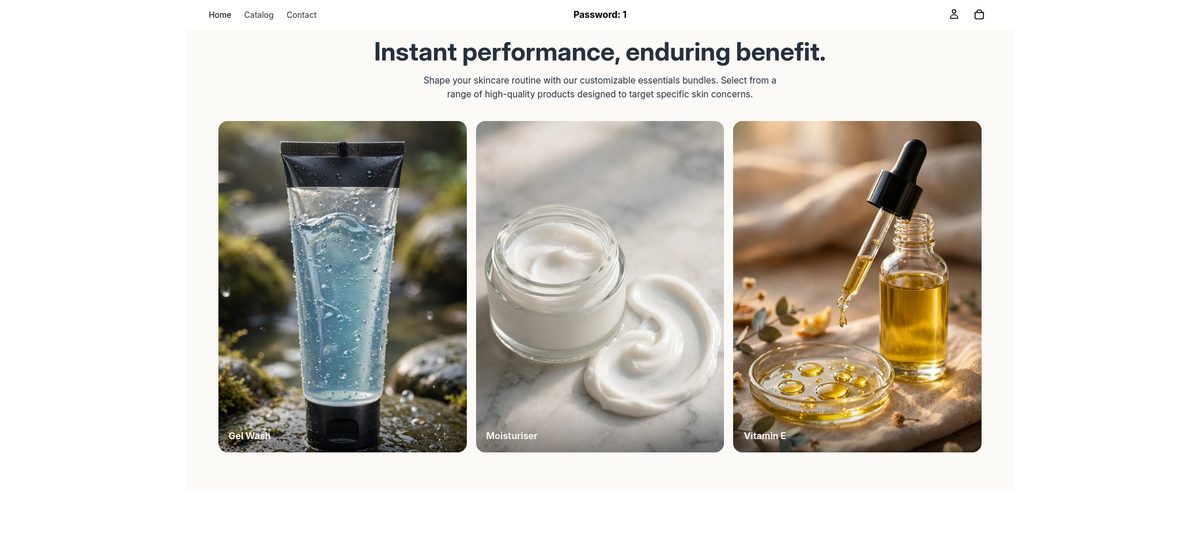 Home
Catalog
Contact
Password: 1
Instant performance, enduring benefit.
Shape your skincare routine with our customizable essentials bundles. Select from a
range of high-quality products designed to target specific skin concerns.
Gel Wash
Moisturiser
Vitamin E